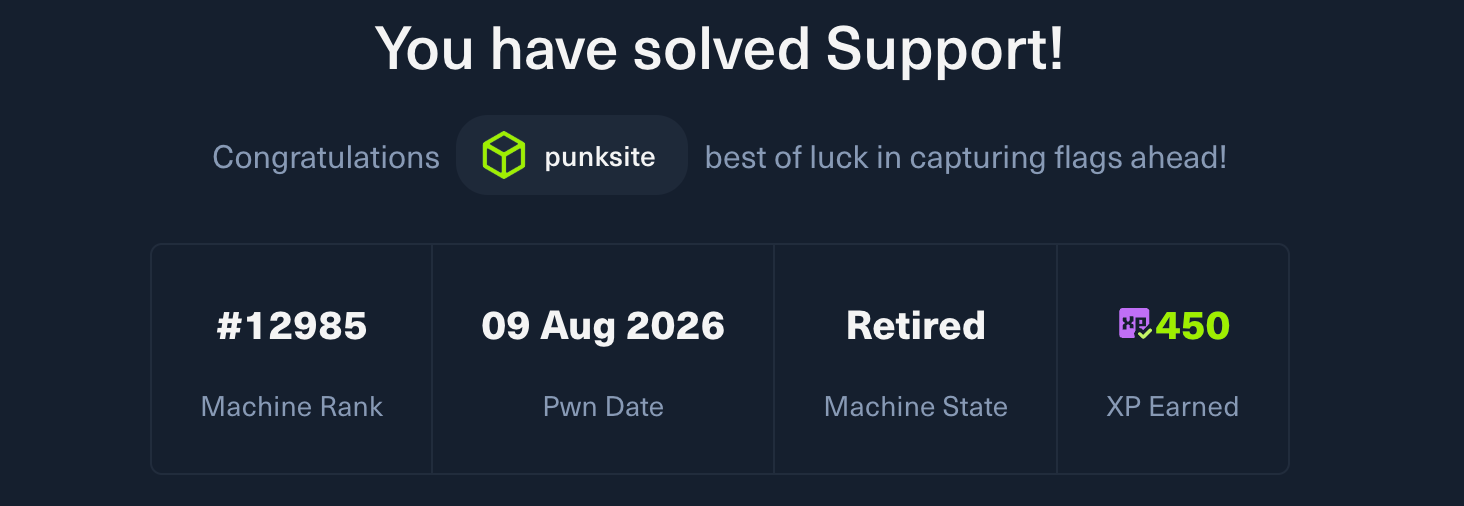 You have solved Support!
Congratulations punksite best of luck in capturing flags ahead!
#12985 09 Aug 2026 Retired XP 450
Machine Rank Pwn Date Machine State XP Earned